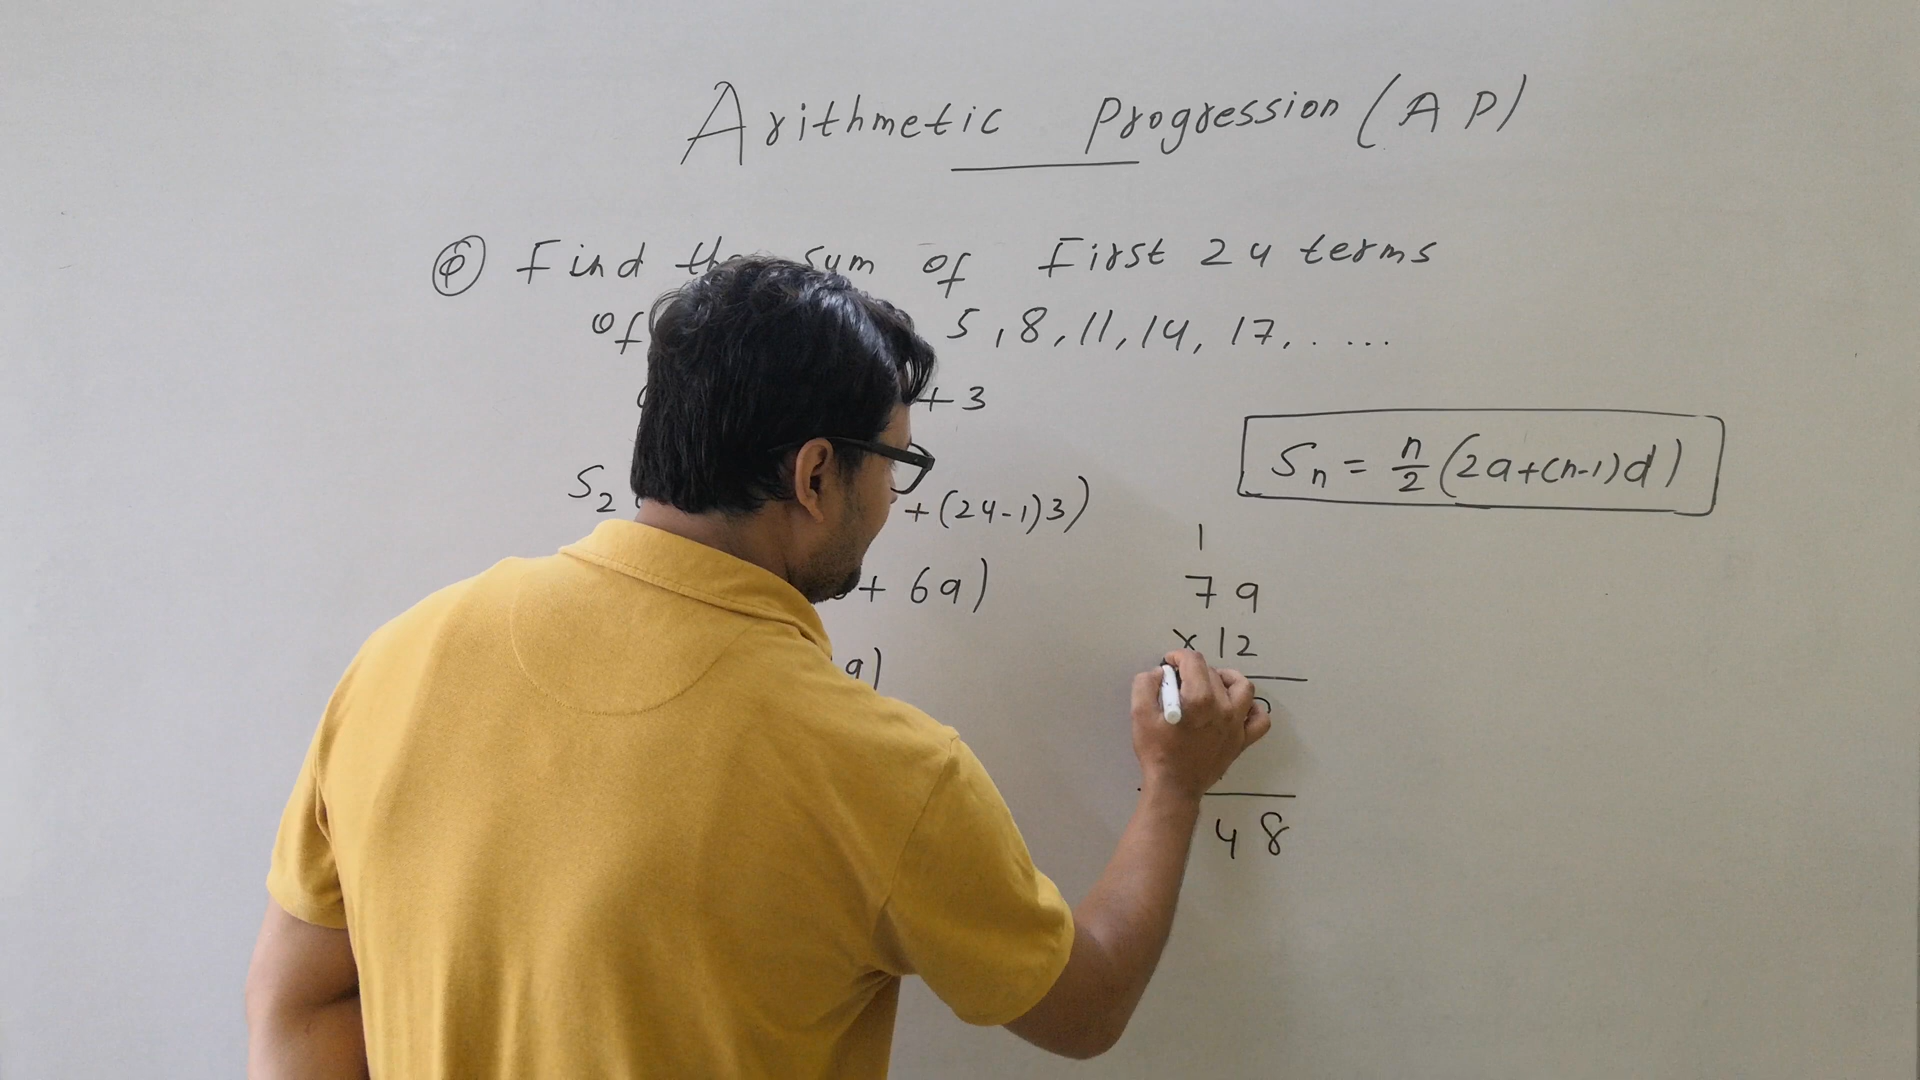 Arithmetic Progression (AP)
Find the sum of First 24 terms
of 5, 8, 11, 14, 17, . ...
+ 3
Sn = n/2 (2a+(n-1)d)
S2 + (24-1)3)
1
+ 69)
79
x 12
9)
48